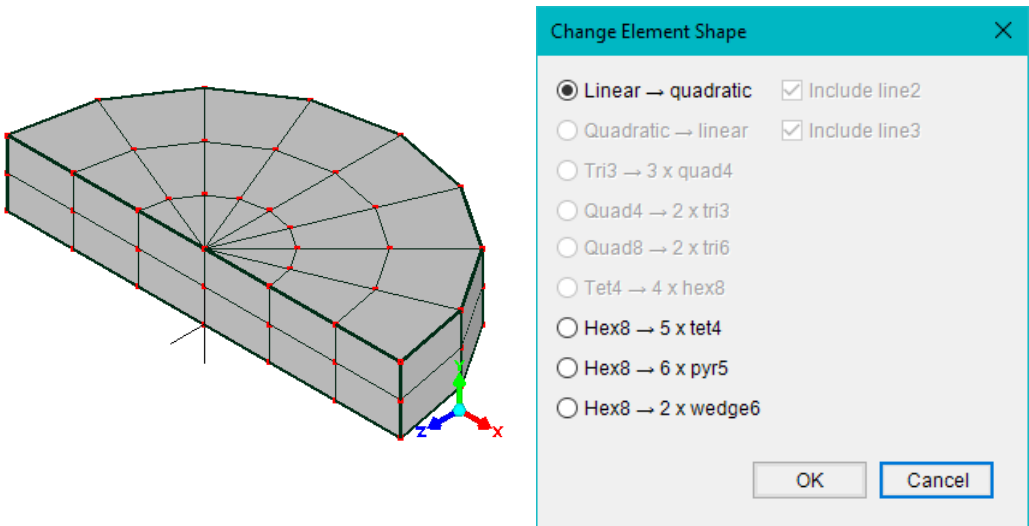 Change Element Shape
Linear → quadratic
Include line2
Quadratic → linear
Include line3
Tri3 → 3 x quad4
Quad4 → 2 x tri3
Quad8 → 2 x tri6
Tet4 → 4 x hex8
Hex8 → 5 x tet4
Hex8 → 6 x pyr5
Hex8 → 2 x wedge6
OK
Cancel
Y
Z
X